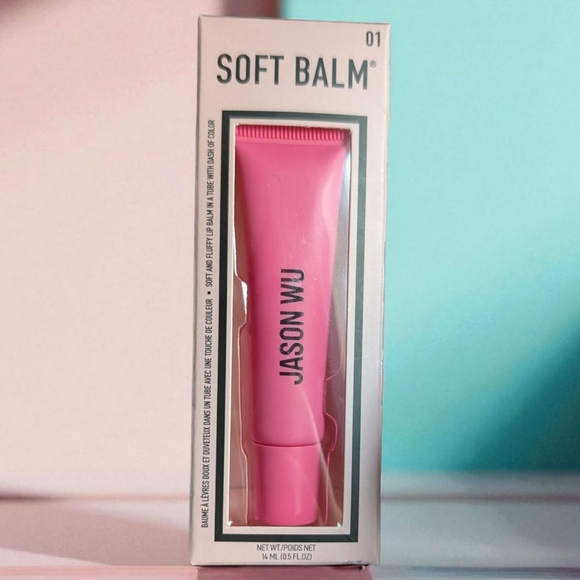 01
SOFT BALM®
BAUME À LÈVRES DOUX ET DUVETEUX DANS UN TUBE AVEC UNE TOUCHE DE COULEUR • SOFT AND FLUFFY LIP BALM IN A TUBE WITH DASH OF COLOR
JASON WU
NET WT/POIDS NET
14 ML (0.5 FL.OZ)